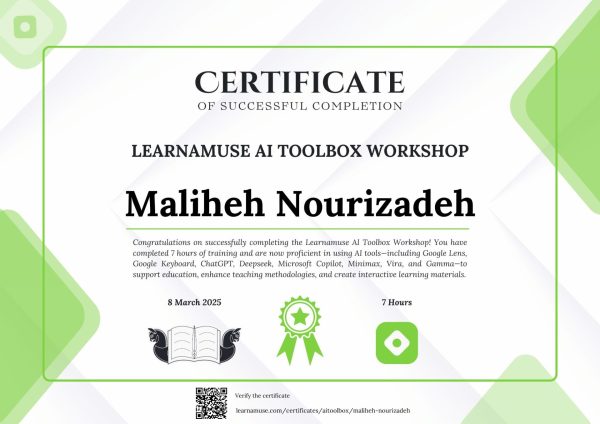 CERTIFICATE
OF SUCCESSFUL COMPLETION
LEARNAMUSE AI TOOLBOX WORKSHOP
Maliheh Nourizadeh
Congratulations on successfully completing the Learnamuse AI Toolbox Workshop! You have
completed 7 hours of training and are now proficient in using AI tools—including Google Lens,
Google Keyboard, ChatGPT, Deepseek, Microsoft Copilot, Minimax, Vira, and Gamma—to
support education, enhance teaching methodologies, and create interactive learning materials.
8 March 2025
7 Hours
Verify the certificate
learnamuse.com/certificates/aitoolbox/maliheh-nourizadeh